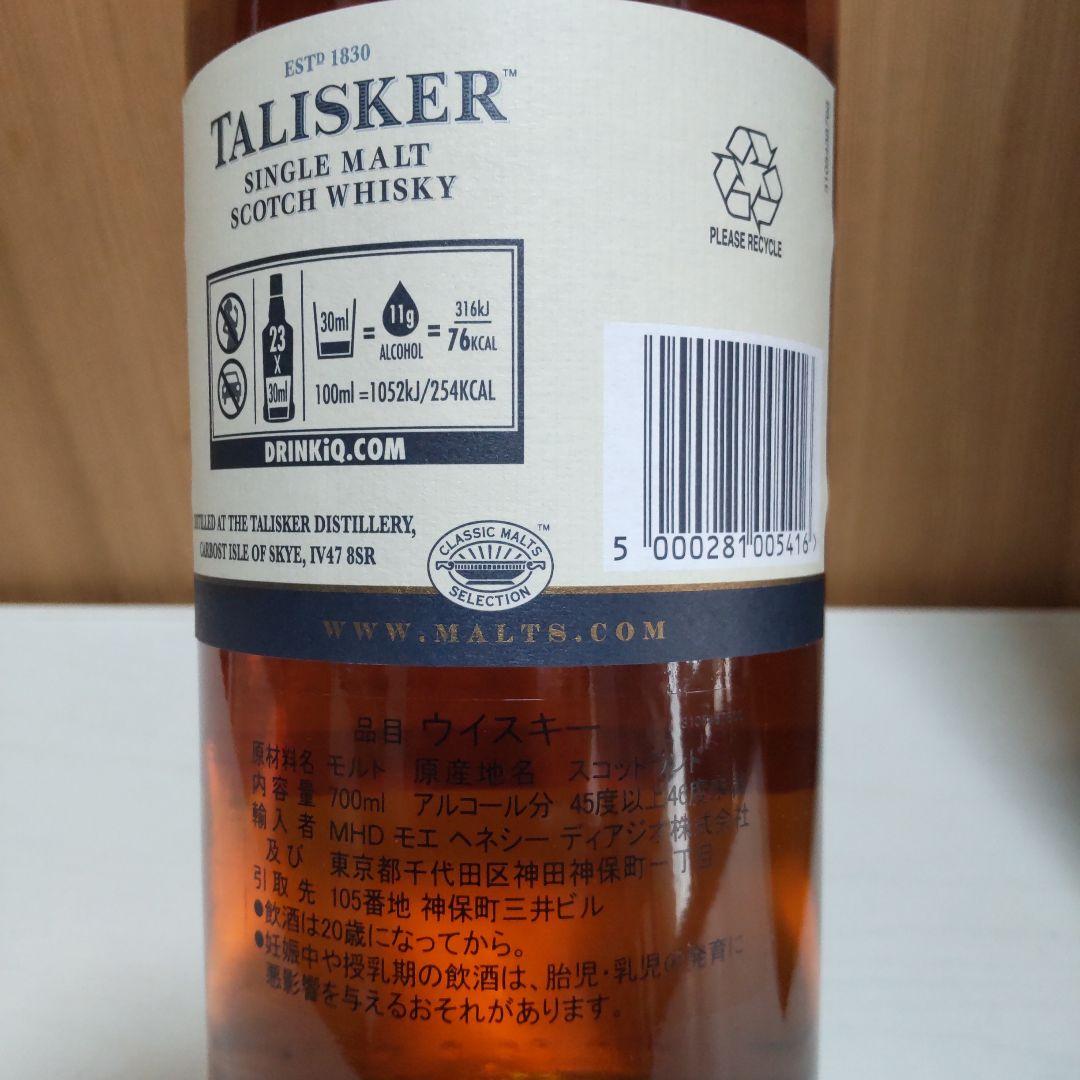 ESTD 1830
TALISKER™
SINGLE MALT
SCOTCH WHISKY
PLEASE RECYCLE
23
X
30ml
30ml
=
11g
ALCOHOL
=
316kJ
76KCAL
100ml =1052kJ/254KCAL
DRINKiQ.COM
AT THE TALISKER DISTILLERY,
CARBOST ISLE OF SKYE, IV47 8SR
CLASSIC MALTS™
SELECTION
5 000281 005416 >
WWW.MALTS.COM
品目 ウイスキー
原材料名 モルト 原産地名 スコットランド
内容量 700ml アルコール分 45度以上46度未満
輸入者 MHD モエ ヘネシー ディアジオ株式会社
及び 東京都千代田区神田神保町一丁目
引取先 105番地 神保町三井ビル
●飲酒は20歳になってから。
●妊娠中や授乳期の飲酒は、胎児・乳児の発育に
悪影響を与えるおそれがあります。